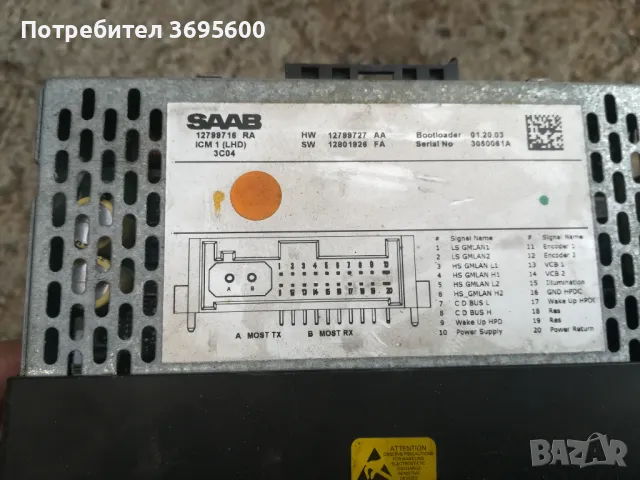 Потребител 3695600
SAAB
12799716 RA HW 12799727 AA Bootloader 01.20.03
ICM 1 (LHD) SW 12801926 FA Serial No 3060061A
3C04
# Signal Name # Signal Name
1 LS GMLAN1 11 Encoder 1
2 LS GMLAN2 12 Encoder 2
3 HS GMLAN L1 13 VCB 1
4 HS GMLAN H1 14 VCB 2
5 HS GMLAN L2 15 Illumination
6 HS_GMLAN H2 16 GND HPDC
7 C D BUS L 17 Wake Up HPDC
8 C D BUS H 18 Res
9 Wake Up HPD 19 Res
10 Power Supply 20 Power Return
A B
A MOST TX B MOST RX
ATTENTION
BAZAR
bg